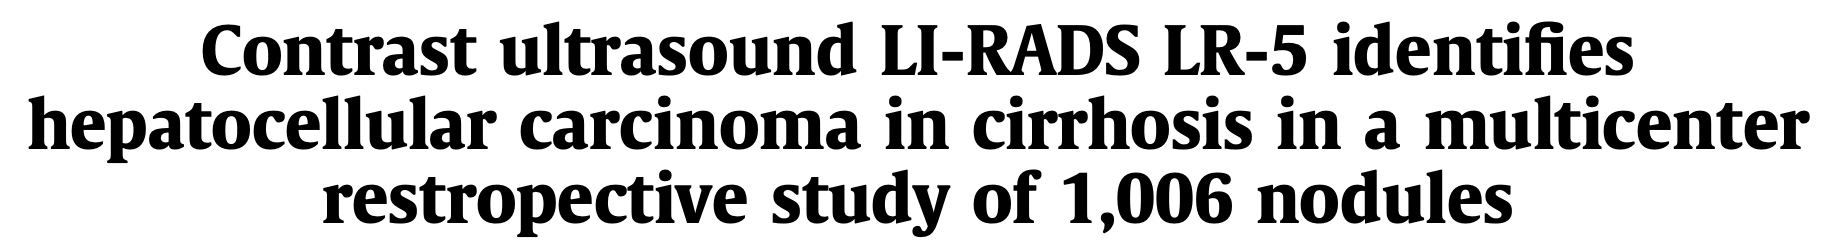 Contrast ultrasound LI-RADS LR-5 identifies
hepatocellular carcinoma in cirrhosis in a multicenter
restropective study of 1,006 nodules